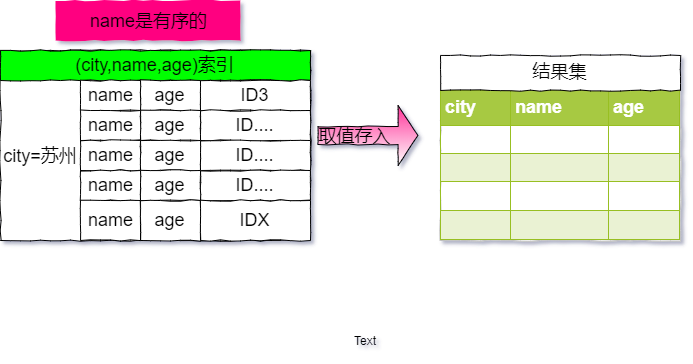 name是有序的
(city,name,age)索引
city=苏州
name age ID3
name age ID....
name age ID....
name age ID....
name age IDX
取值存入
结果集
city name age
Text